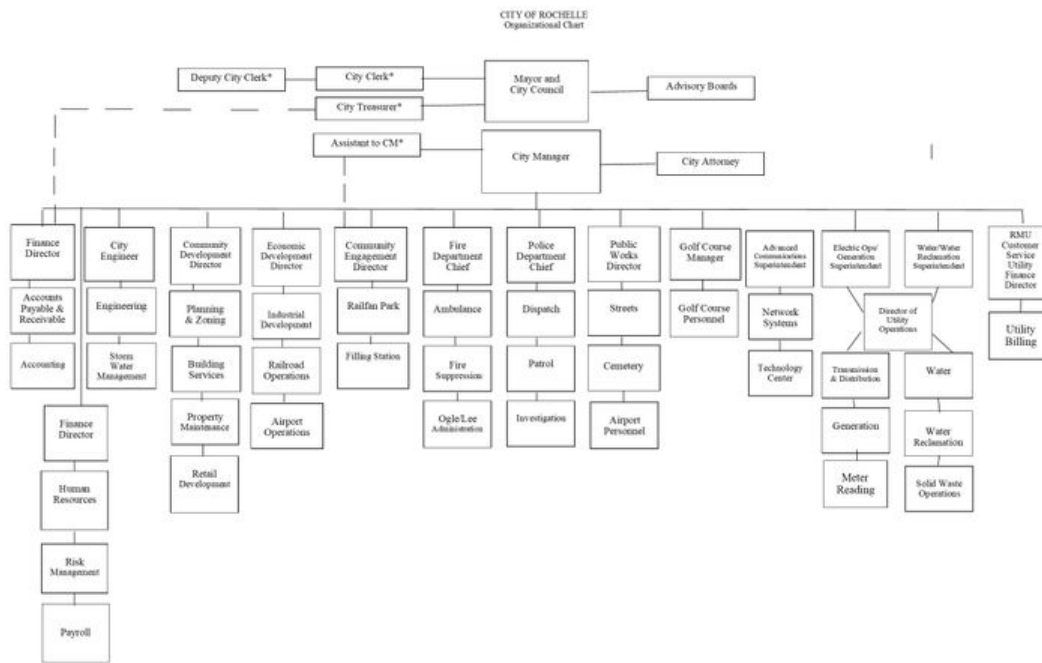 CITY OF ROCHELLE
Organizational Chart
Deputy City Clerk*
City Clerk*
Mayor and
City Council
Advisory Boards
City Treasurer*
Assistant to CM*
City Manager
City Attorney
Finance
Director
City
Engineer
Community
Development
Director
Economic
Development
Director
Community
Engagement
Director
Fire
Department
Chief
Police
Department
Chief
Public
Works
Director
Golf Course
Manager
Advanced
Communications
Superintendent
Electric Ops/
Generation
Superintendent
Water/Water
Reclamation
Superintendent
RMU
Customer
Service
Utility
Finance
Director
Accounts
Payable &
Receivable
Engineering
Planning
& Zoning
Industrial
Development
Railfan Park
Ambulance
Dispatch
Streets
Golf Course
Personnel
Network
Systems
Director of
Utility
Operations
Utility
Billing
Accounting
Storm
Water
Management
Building
Services
Railroad
Operations
Filling Station
Fire
Suppression
Patrol
Cemetery
Technology
Center
Transmission
& Distribution
Water
Finance
Director
Property
Maintenance
Airport
Operations
Ogle/Lee
Administration
Investigation
Airport
Personnel
Generation
Water
Reclamation
Human
Resources
Retail
Development
Meter
Reading
Solid Waste
Operations
Risk
Management
Payroll